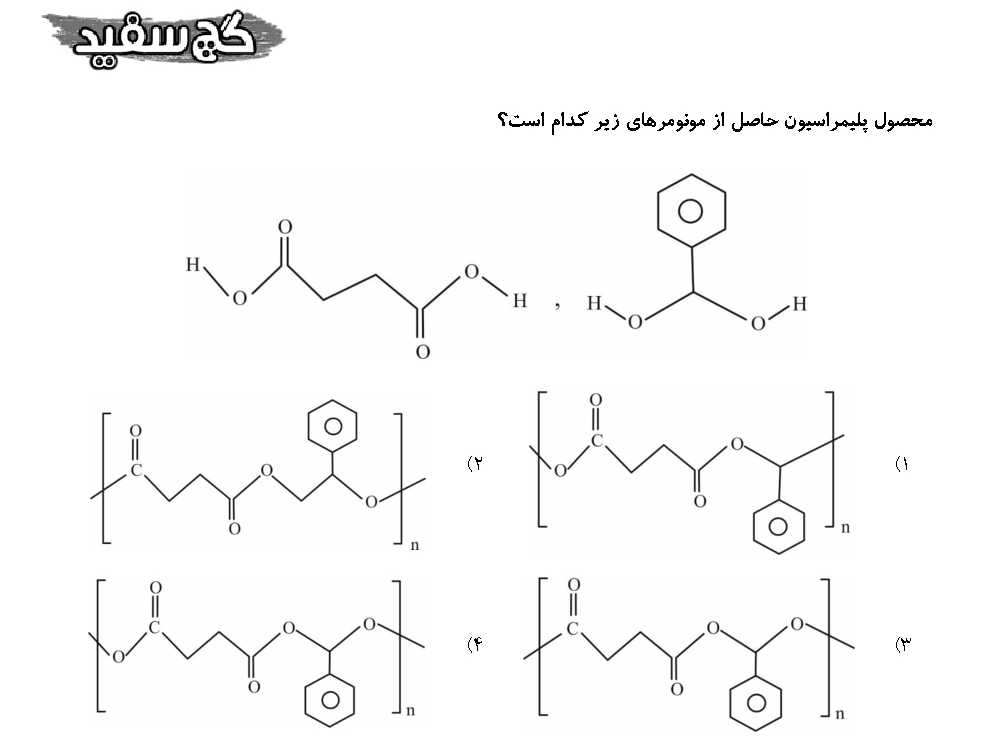 گچ سفید
محصول پلیمراسیون حاصل از مونومرهای زیر کدام است؟
H O C O O H O , H O O H
۱) O C O O O n
۲) C O O O O n
۳) C O O O O n
۴) O C O O O O n